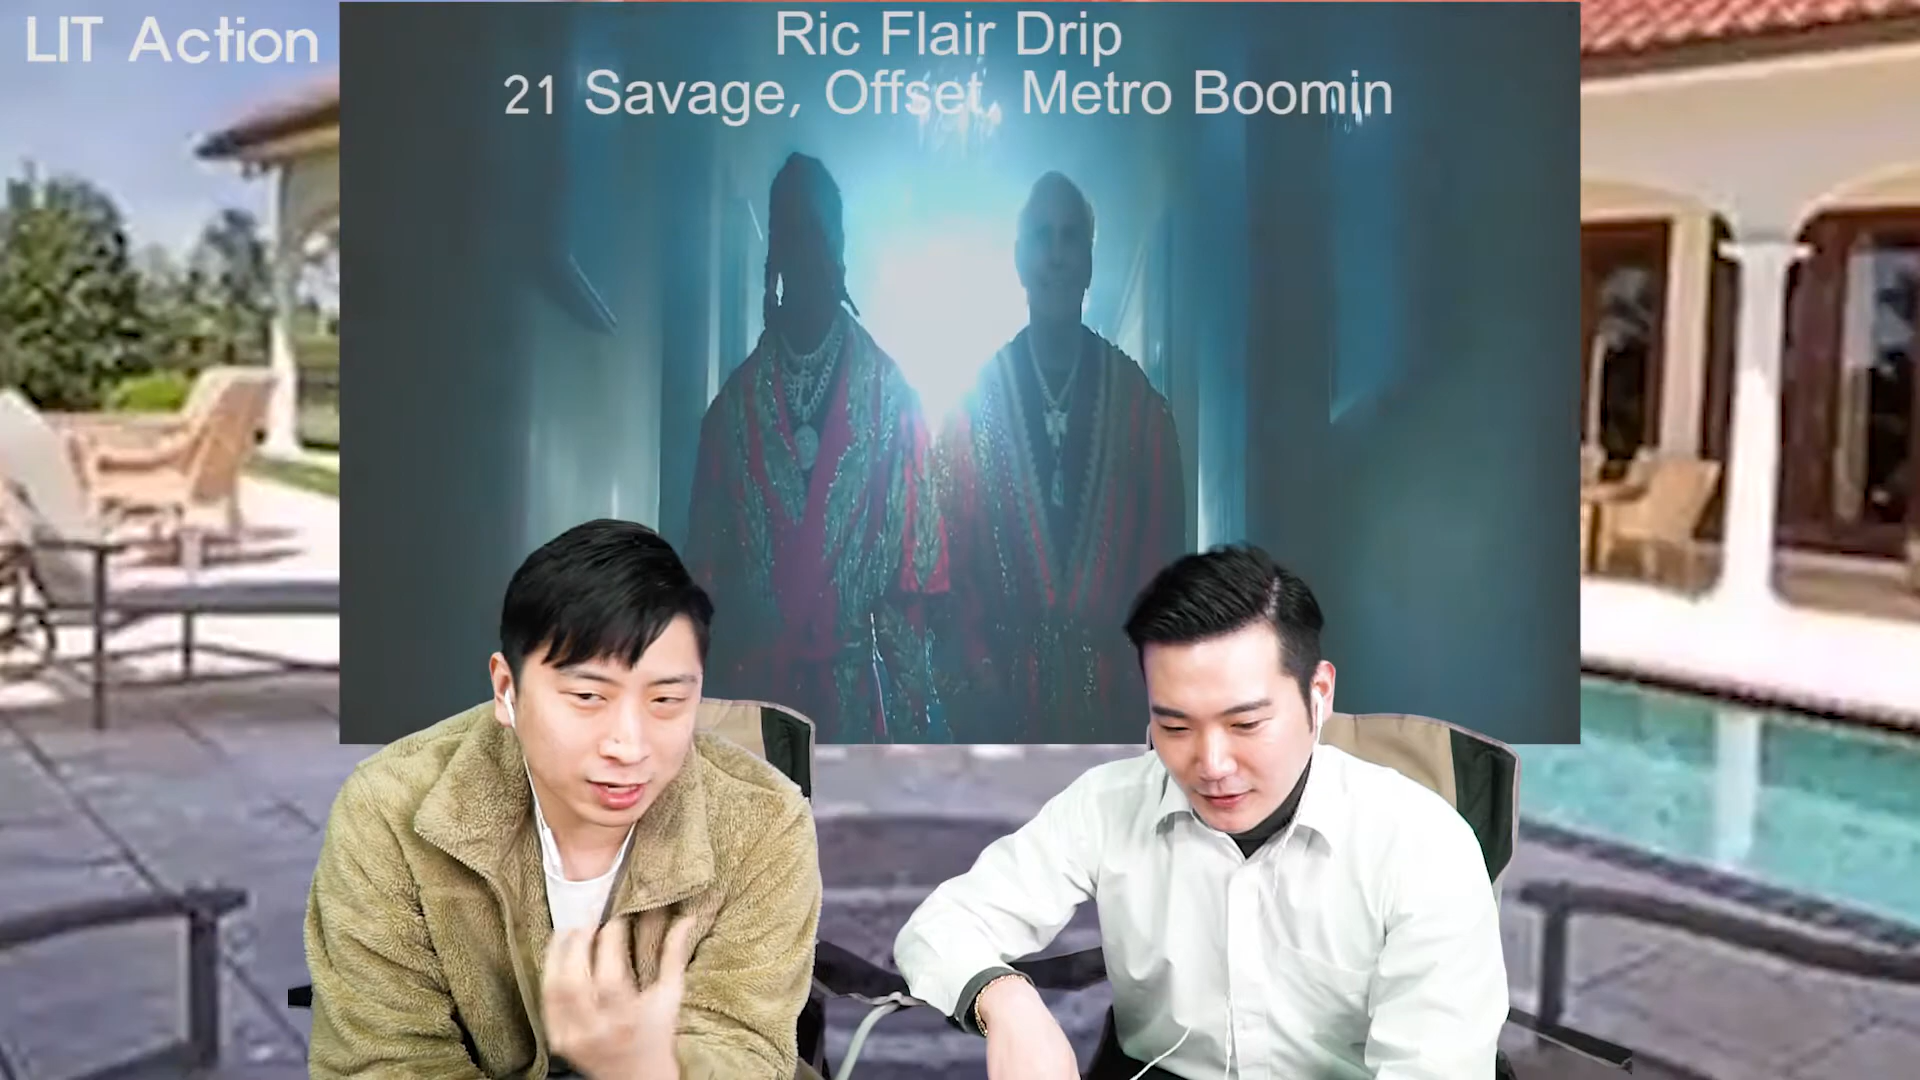 LIT Action
Ric Flair Drip
21 Savage, Offset, Metro Boomin